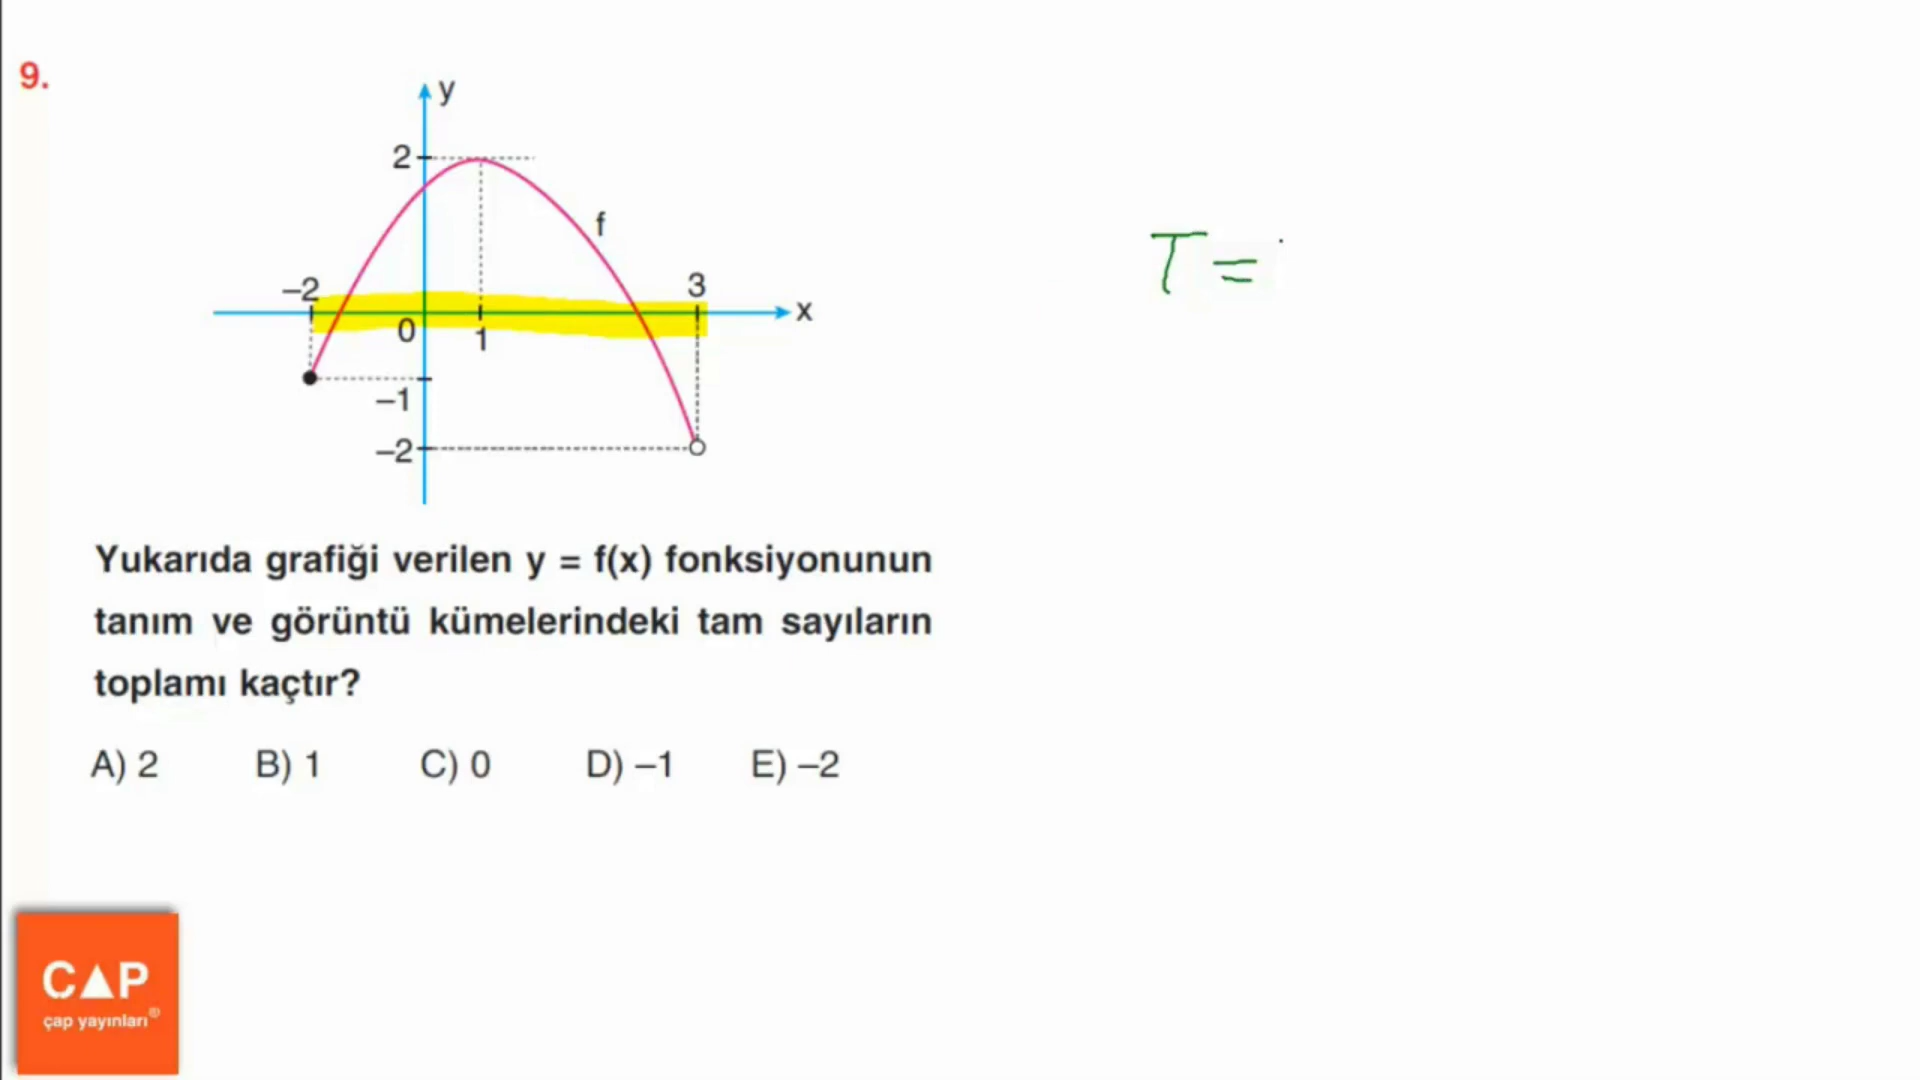 9.
y
2
f
–2
3
x
0
1
–1
–2
T =
Yukarıda grafiği verilen y = f(x) fonksiyonunun
tanım ve görüntü kümelerindeki tam sayıların
toplamı kaçtır?
A) 2 B) 1 C) 0 D) –1 E) –2
CAP
çap yayınları®